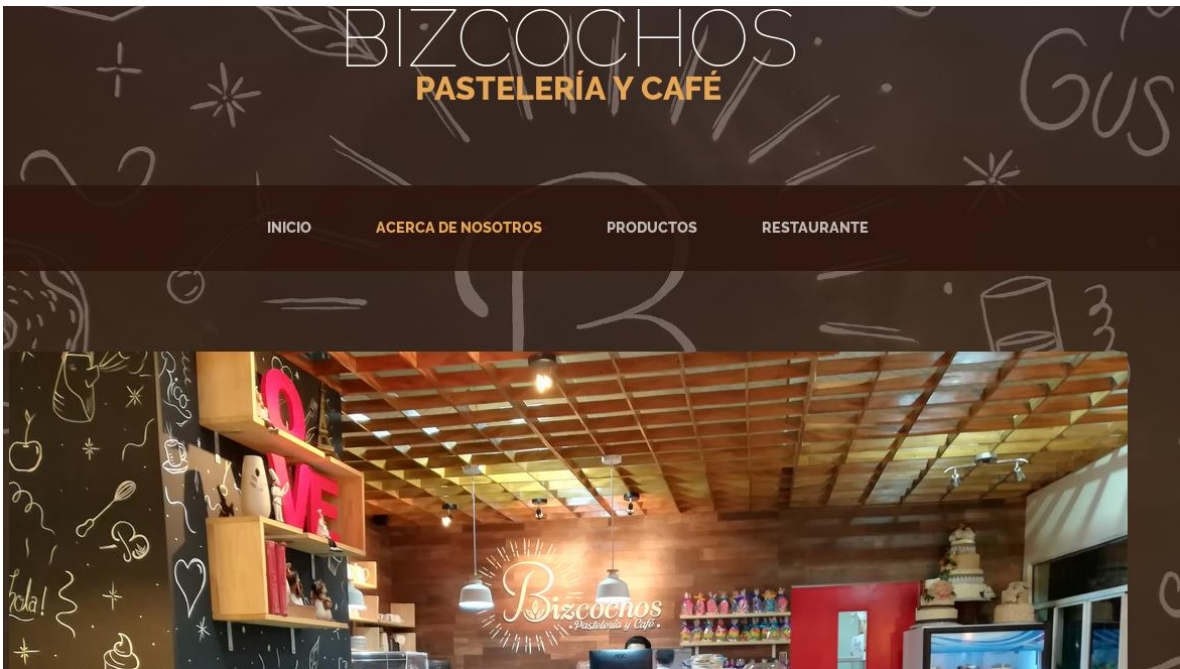 BIZCOCHOS
PASTELERÍA Y CAFÉ
GUS
INICIO
ACERCA DE NOSOTROS
PRODUCTOS
RESTAURANTE
B
B
hola!
Bizcochos
Pastelería y Café